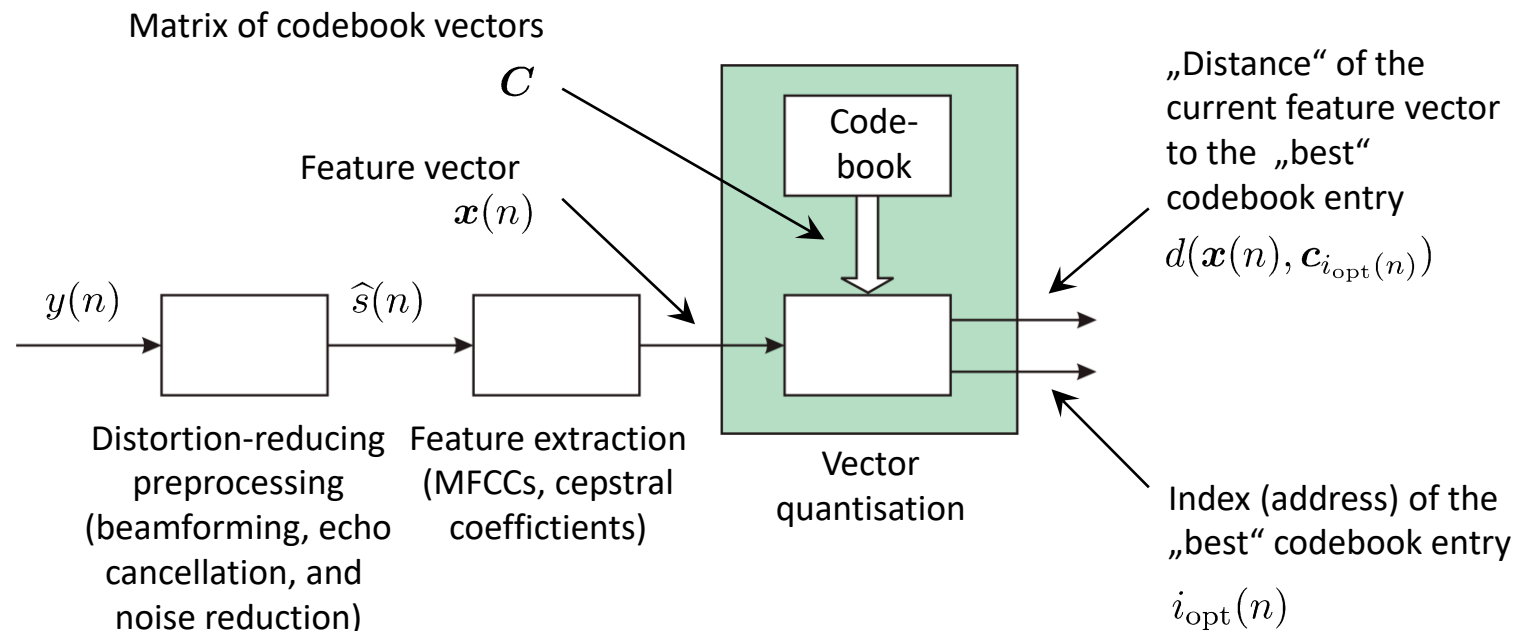 Matrix of codebook vectors
C
Feature vector
x(n)
y(n)
ŝ(n)
Code-
book
„Distance“ of the
current feature vector
to the „best“
codebook entry
d(x(n), c_{i_opt(n)})
Distortion-reducing
preprocessing
(beamforming, echo
cancellation, and
noise reduction)
Feature extraction
(MFCCs, cepstral
coeffictients)
Vector
quantisation
Index (address) of the
„best“ codebook entry
i_opt(n)